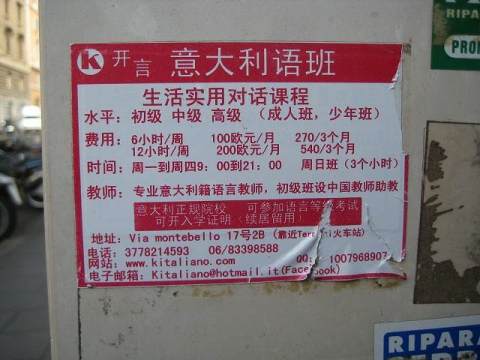 K 开言 意大利语班
生活实用对话课程
水平: 初级 中级 高级 (成人班，少年班)
费用: 6小时/周 100欧元/月 270/3个月
12小时/周 200欧元/月 540/3个月
时间: 周一到周四9：00到21：00 周日班（3个小时）
教师: 专业意大利籍语言教师，初级班设中国教师助教
意大利正规院校 可参加语言等级考试
可开入学证明（续居留用）
地址: Via montebello 17号2B (靠近Termini火车站)
电话: 3778214593 06/83398588
网站: www.kitaliano.com QQ: 1007968907
电子邮箱: Kitaliano@hotmail.it(Facebook)
RIPA
PRO
RIPARA